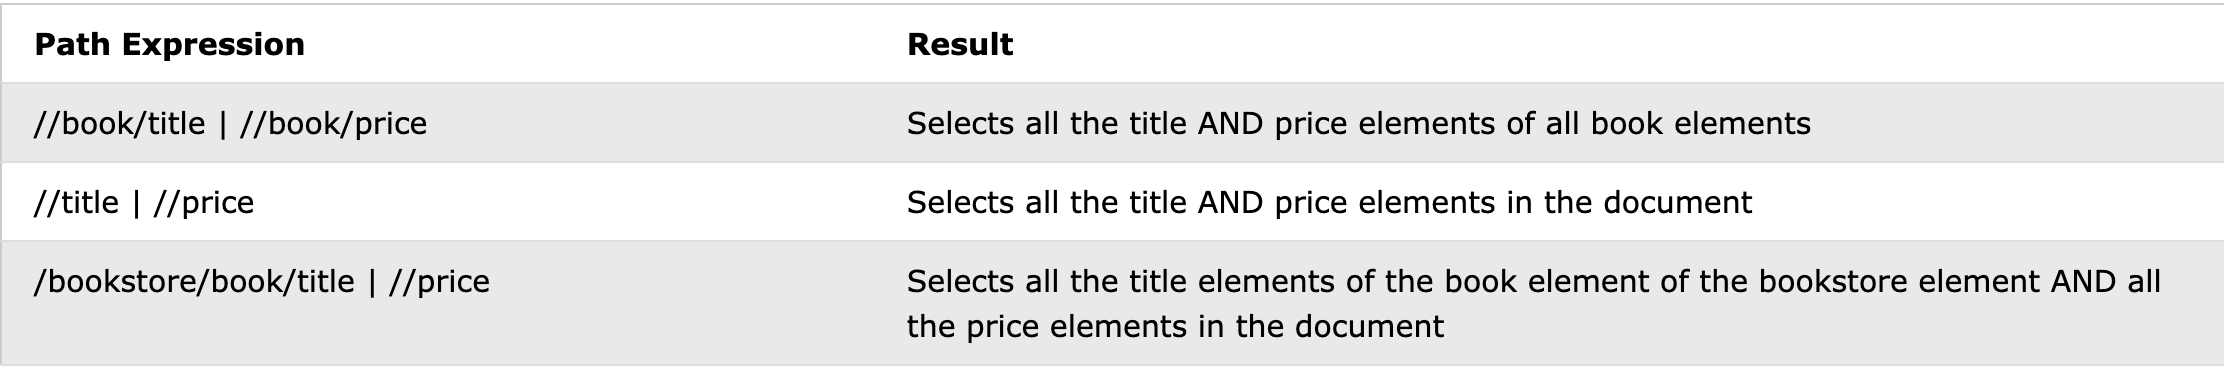 Path Expression Result
//book/title | //book/price Selects all the title AND price elements of all book elements
//title | //price Selects all the title AND price elements in the document
/bookstore/book/title | //price Selects all the title elements of the book element of the bookstore element AND all
the price elements in the document